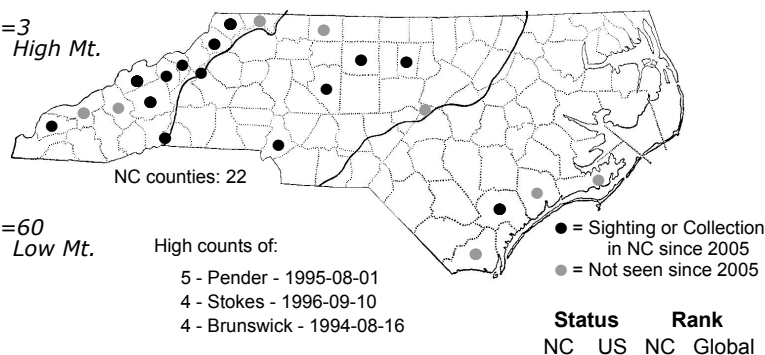 =3
High Mt.
NC counties: 22
=60
Low Mt.
High counts of:
5 - Pender - 1995-08-01
4 - Stokes - 1996-09-10
4 - Brunswick - 1994-08-16
= Sighting or Collection
in NC since 2005
= Not seen since 2005
Status Rank
NC US NC Global